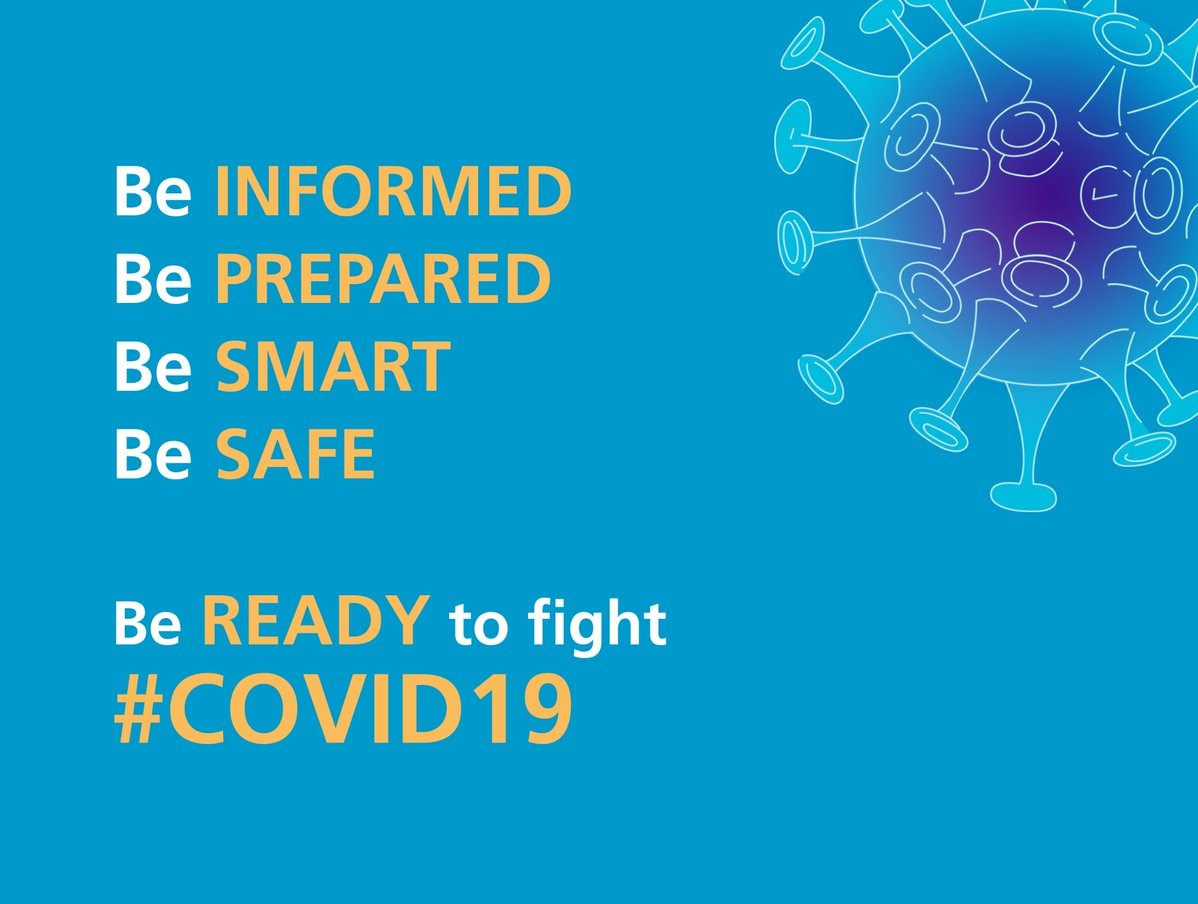 Be INFORMED
Be PREPARED
Be SMART
Be SAFE
Be READY to fight
#COVID19